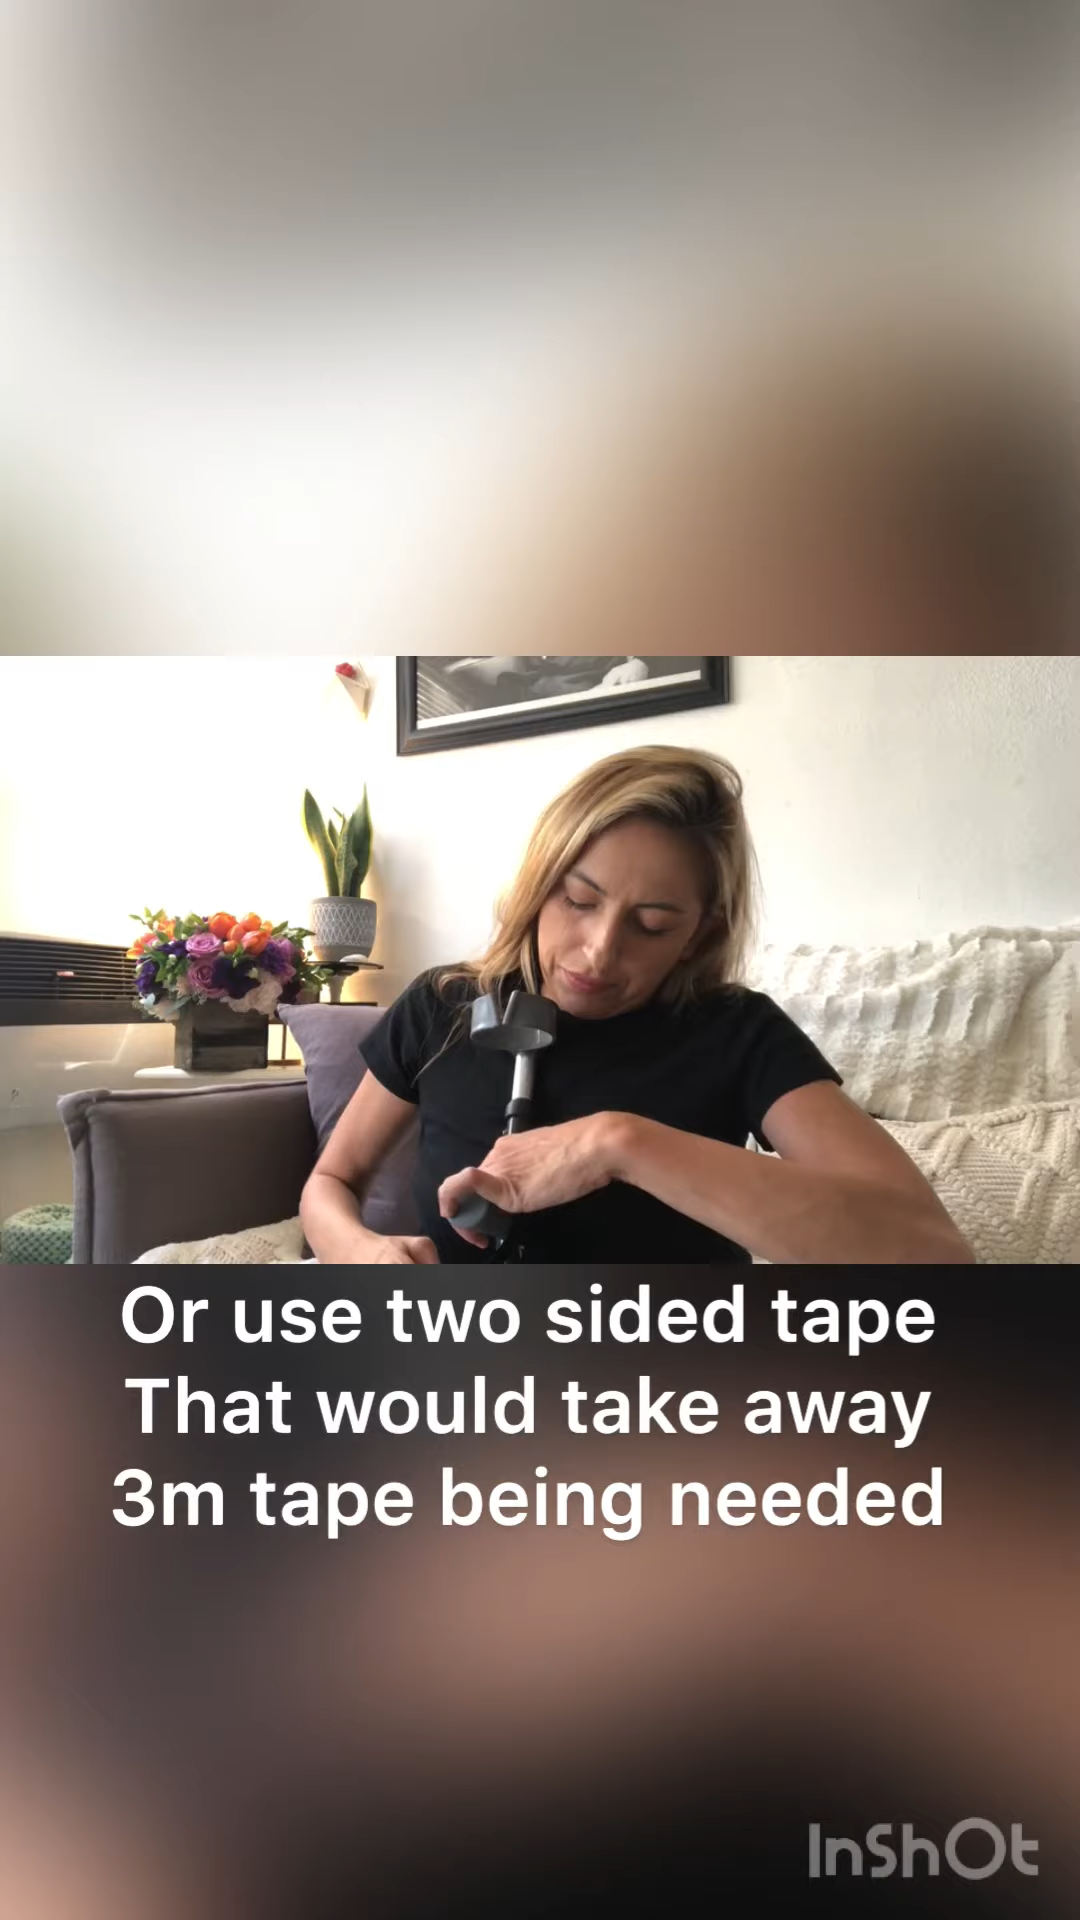 Or use two sided tape
That would take away
3m tape being needed
InShOt